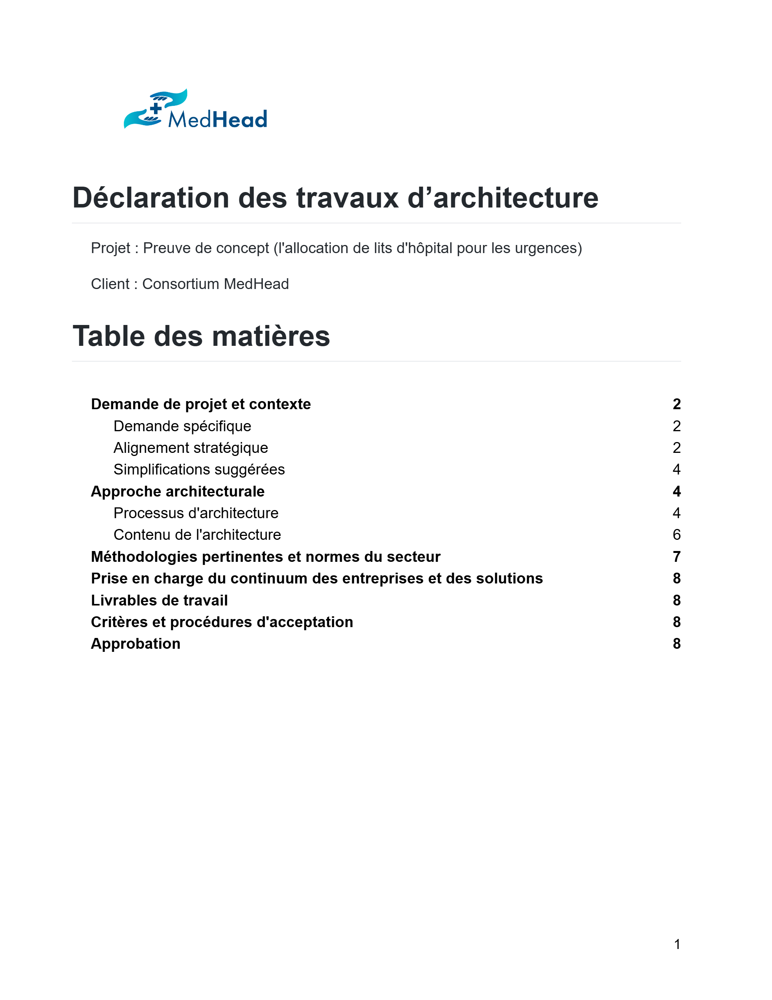 MedHead
Déclaration des travaux d’architecture
Projet : Preuve de concept (l'allocation de lits d'hôpital pour les urgences)
Client : Consortium MedHead
Table des matières
Demande de projet et contexte 2
Demande spécifique 2
Alignement stratégique 2
Simplifications suggérées 4
Approche architecturale 4
Processus d'architecture 4
Contenu de l'architecture 6
Méthodologies pertinentes et normes du secteur 7
Prise en charge du continuum des entreprises et des solutions 8
Livrables de travail 8
Critères et procédures d'acceptation 8
Approbation 8
1